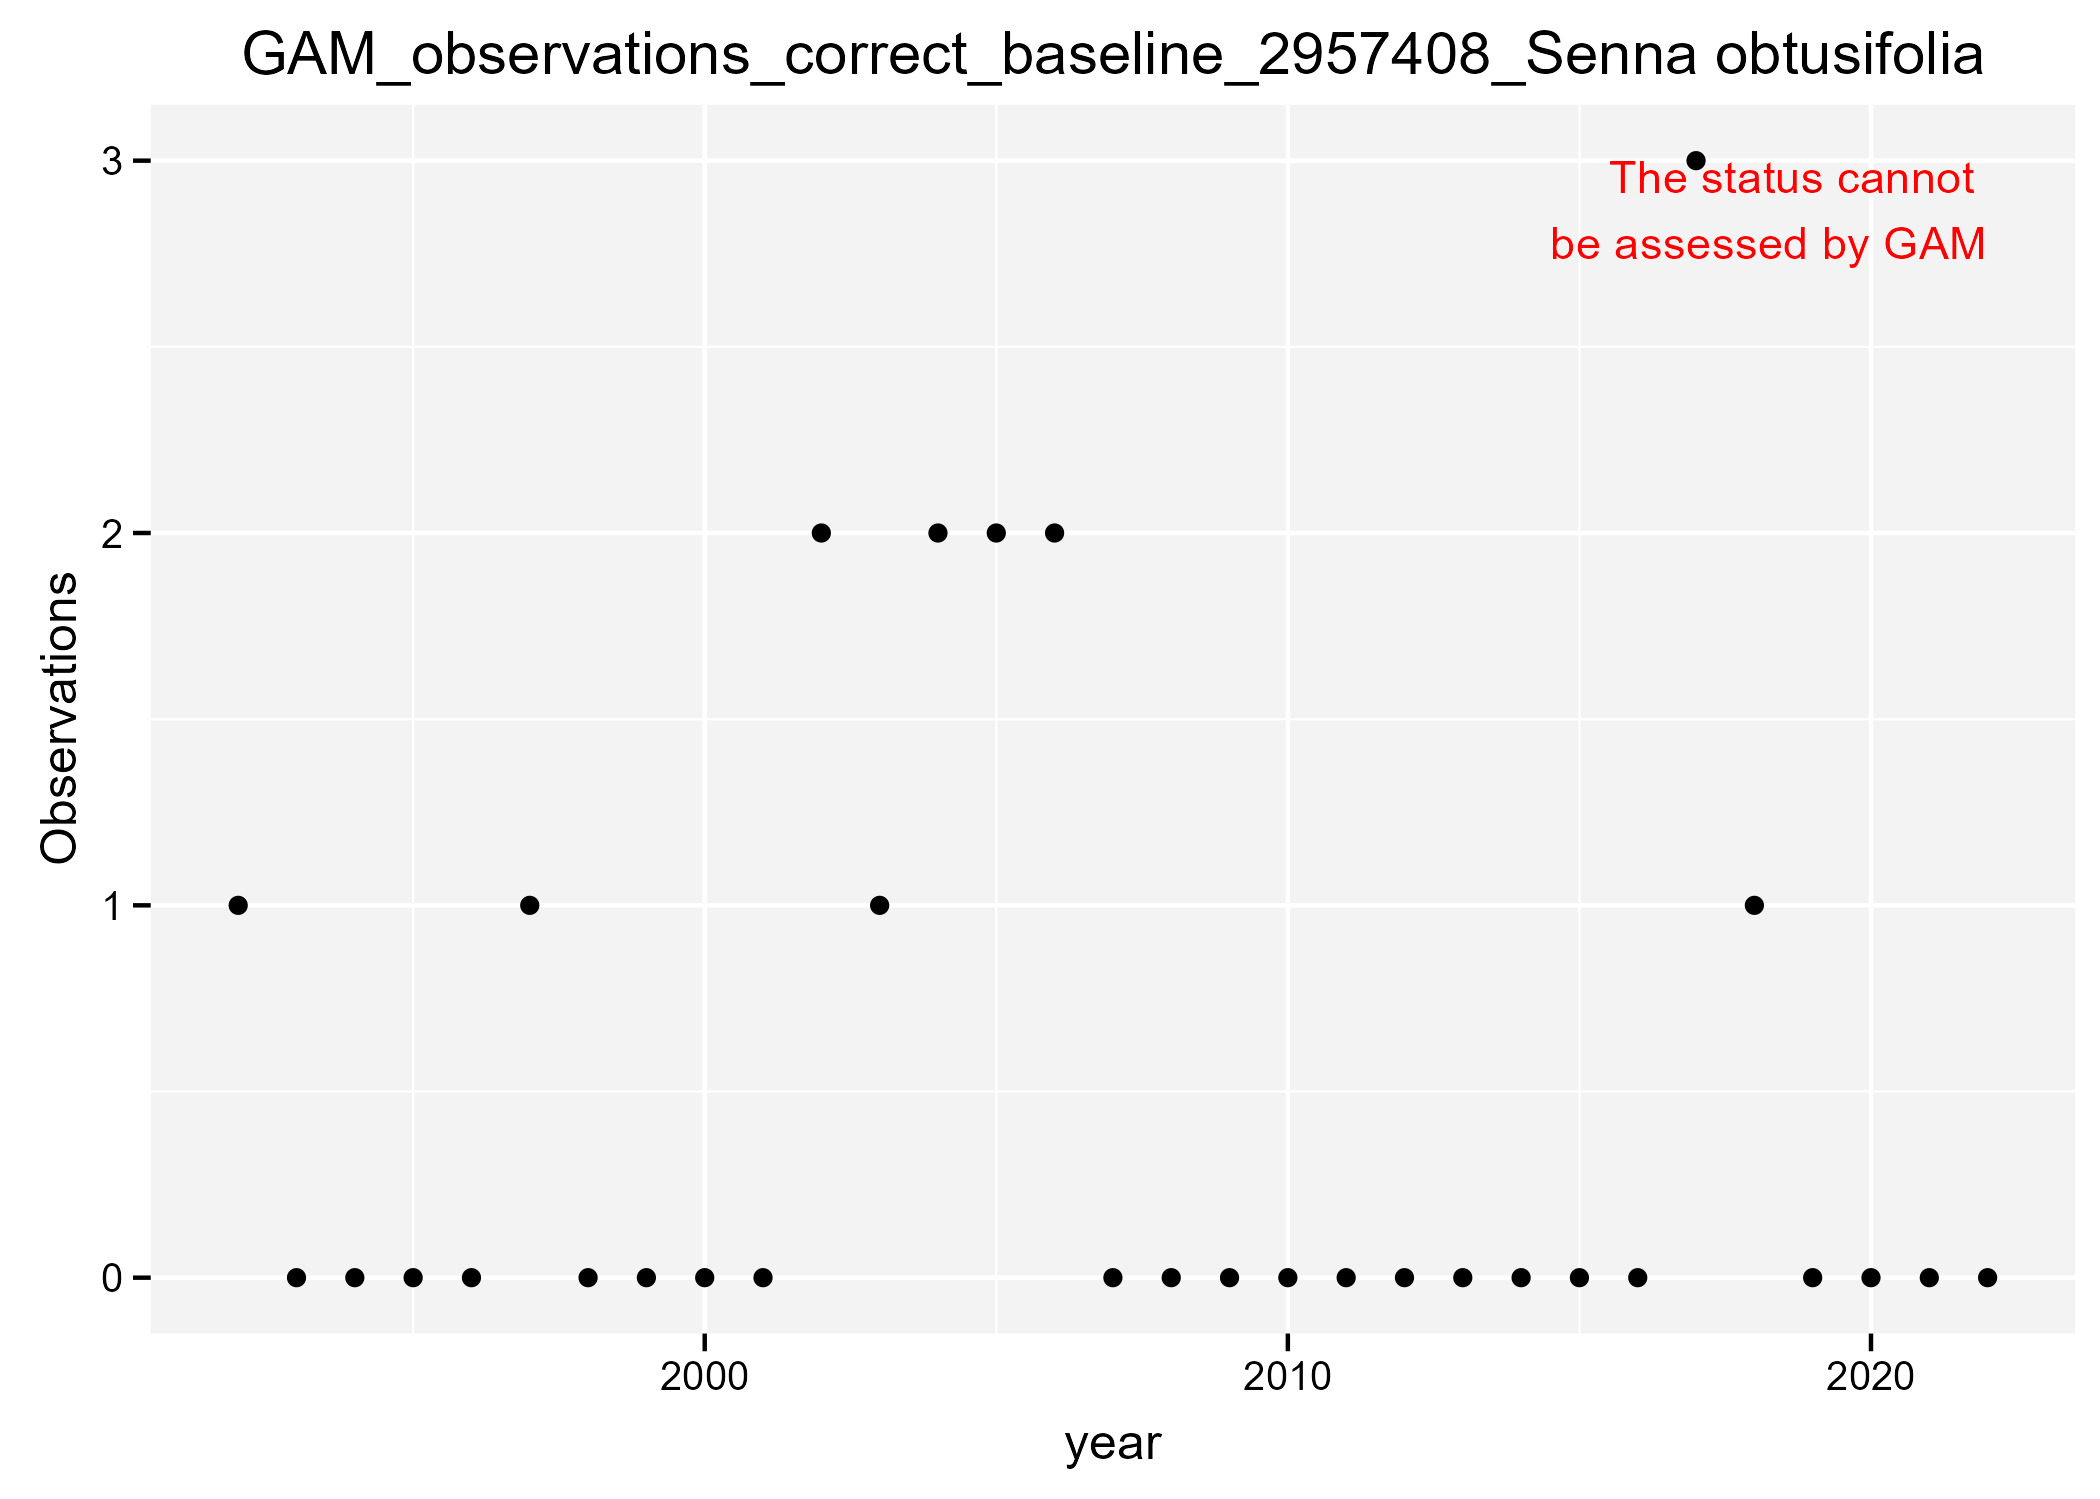 GAM_observations_correct_baseline_2957408_Senna obtusifolia
3
The status cannot
be assessed by GAM
2
Observations
1
0
2000 2010 2020
year